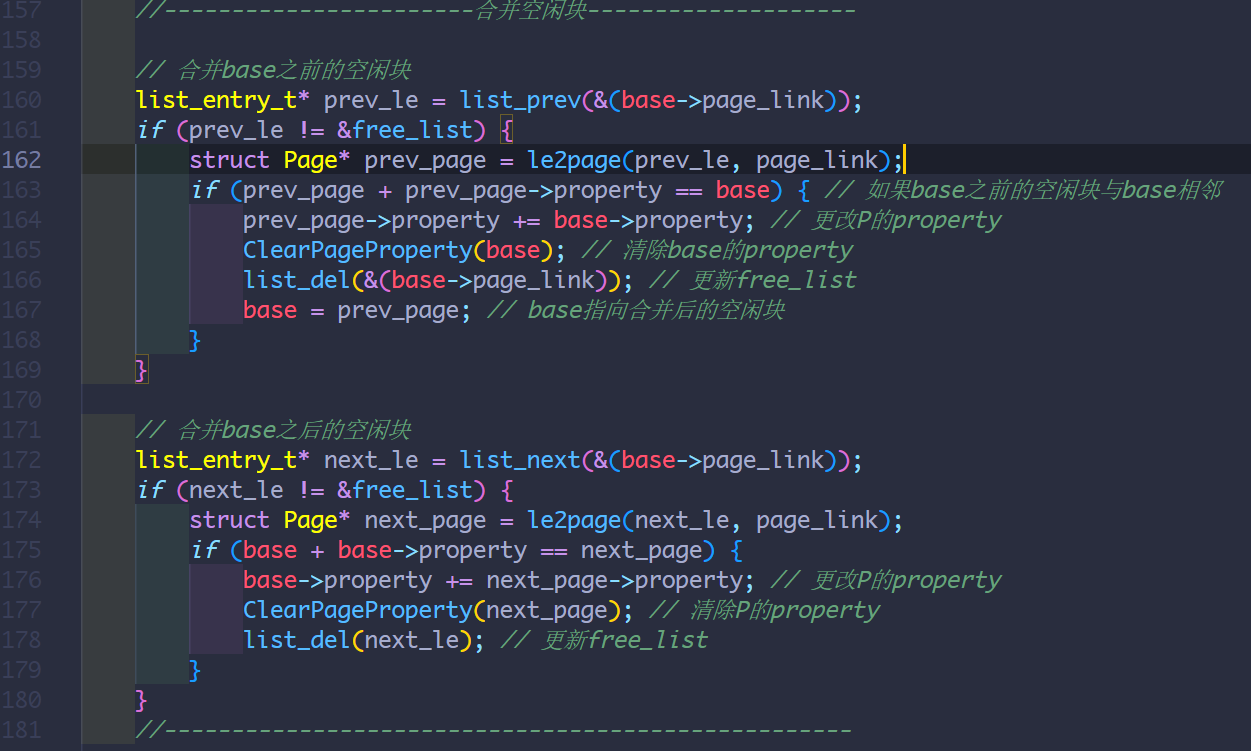 157 //-----------------------合并空闲块--------------------
158
159 // 合并base之前的空闲块
160 list_entry_t* prev_le = list_prev(&(base->page_link));
161 if (prev_le != &free_list) {
162 struct Page* prev_page = le2page(prev_le, page_link);
163 if (prev_page + prev_page->property == base) { // 如果base之前的空闲块与base相邻
164 prev_page->property += base->property; // 更改P的property
165 ClearPageProperty(base); // 清除base的property
166 list_del(&(base->page_link)); // 更新free_list
167 base = prev_page; // base指向合并后的空闲块
168 }
169 }
170
171 // 合并base之后的空闲块
172 list_entry_t* next_le = list_next(&(base->page_link));
173 if (next_le != &free_list) {
174 struct Page* next_page = le2page(next_le, page_link);
175 if (base + base->property == next_page) {
176 base->property += next_page->property; // 更改P的property
177 ClearPageProperty(next_page); // 清除P的property
178 list_del(next_le); // 更新free_list
179 }
180 }
181 //---------------------------------------------------